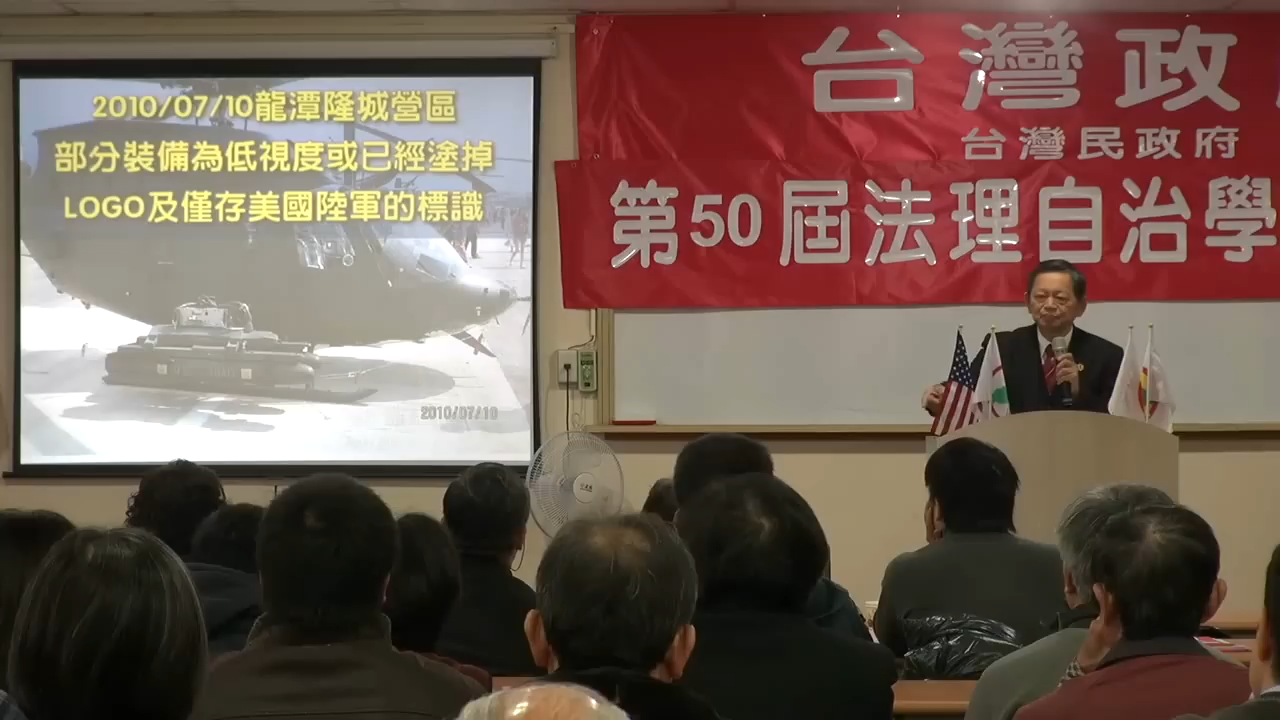 2010/07/10龍潭隆城營區
部分裝備為低視度或已經塗掉
LOGO及僅存美國陸軍的標識
2010/07/10
台灣政
台灣民政府
第50屆法理自治學